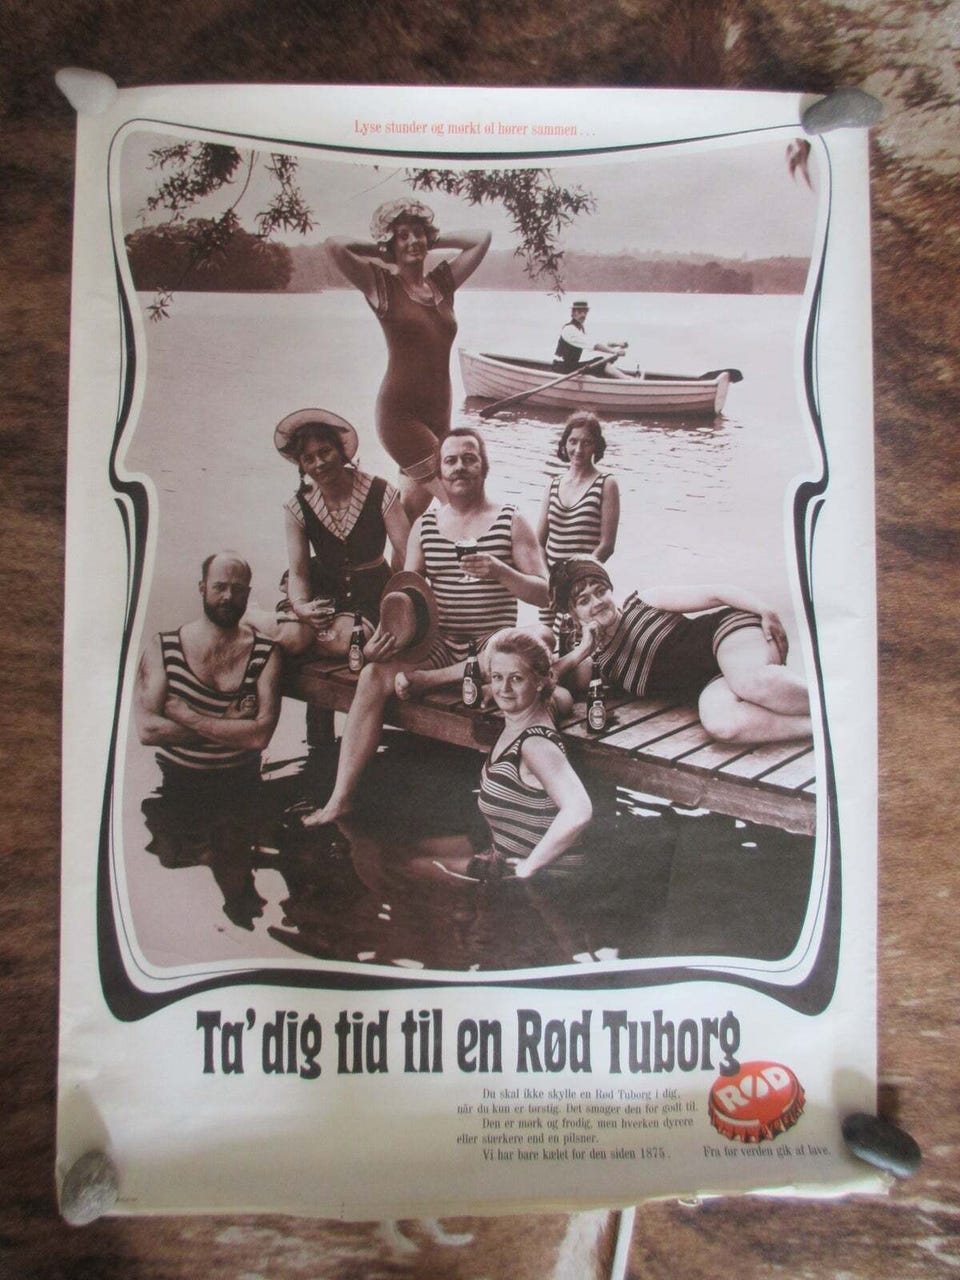 Lyse stunder og mørkt øl hører sammen...
Ta' dig tid til en Rød Tuborg
RØD
Du skal ikke skylle en Rød Tuborg i dig,
når du kun er tørstig. Det smager den for godt til.
Den er mørk og frodig, men hverken dyrere
eller stærkere end en pilsner.
Vi har bare kælet for den siden 1875.
Fra før verden gik af lave.